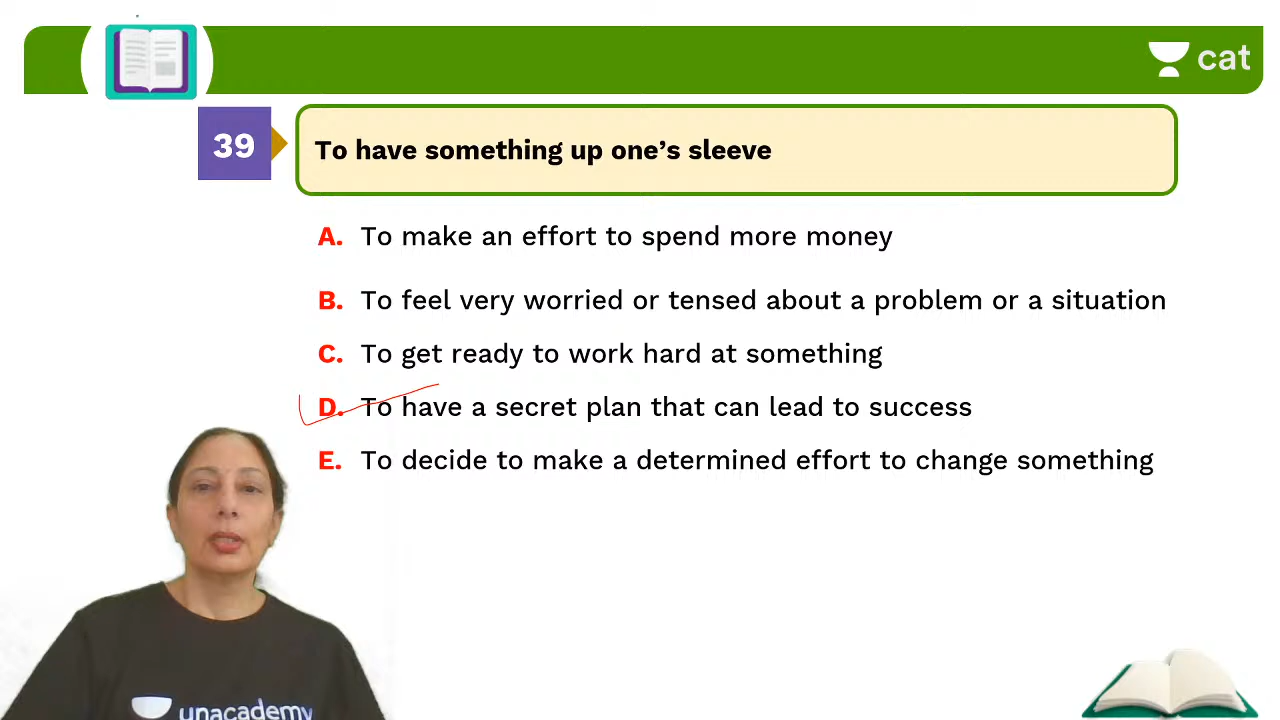 cat
39
To have something up one's sleeve
A. To make an effort to spend more money
B. To feel very worried or tensed about a problem or a situation
C. To get ready to work hard at something
D. To have a secret plan that can lead to success
E. To decide to make a determined effort to change something
unacademy